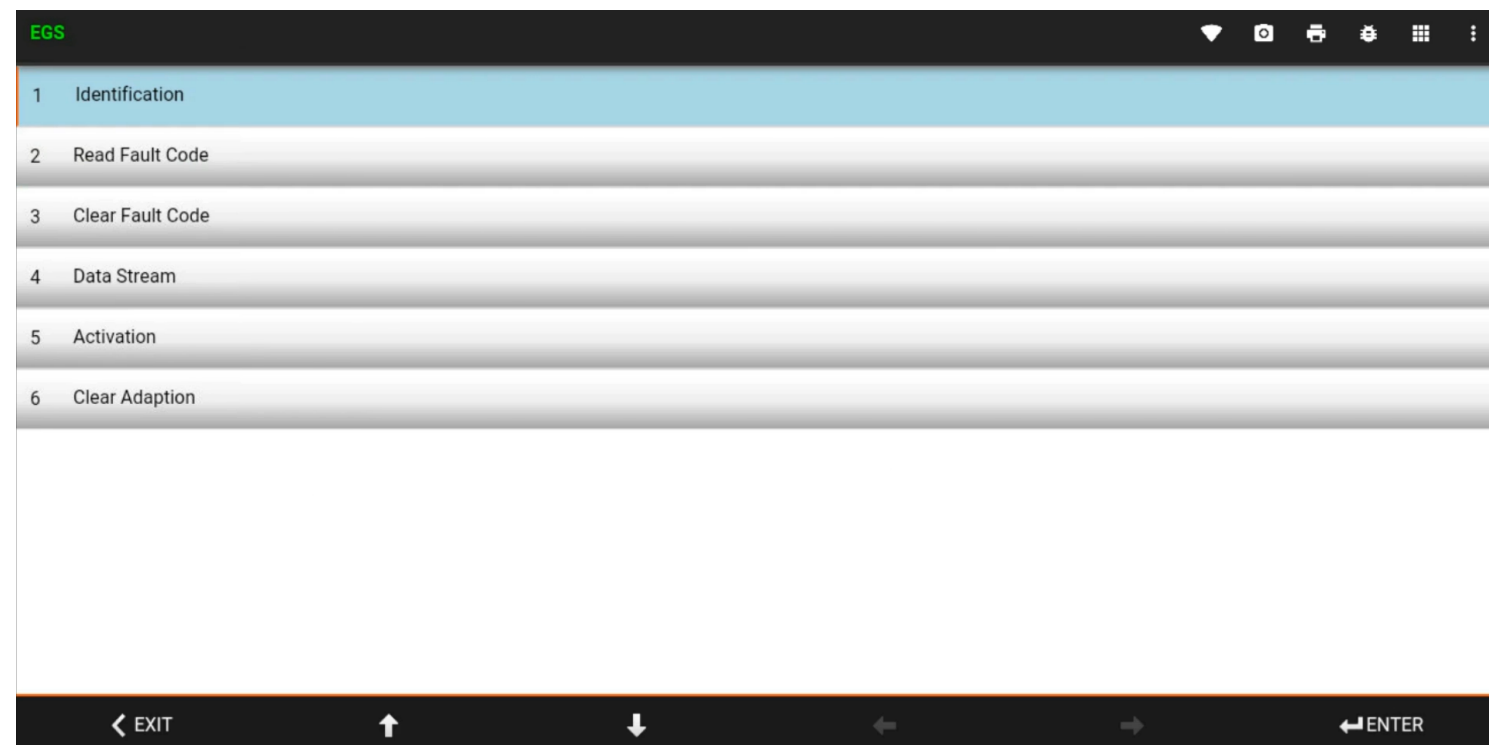 EGS
1 Identification
2 Read Fault Code
3 Clear Fault Code
4 Data Stream
5 Activation
6 Clear Adaption
EXIT ENTER